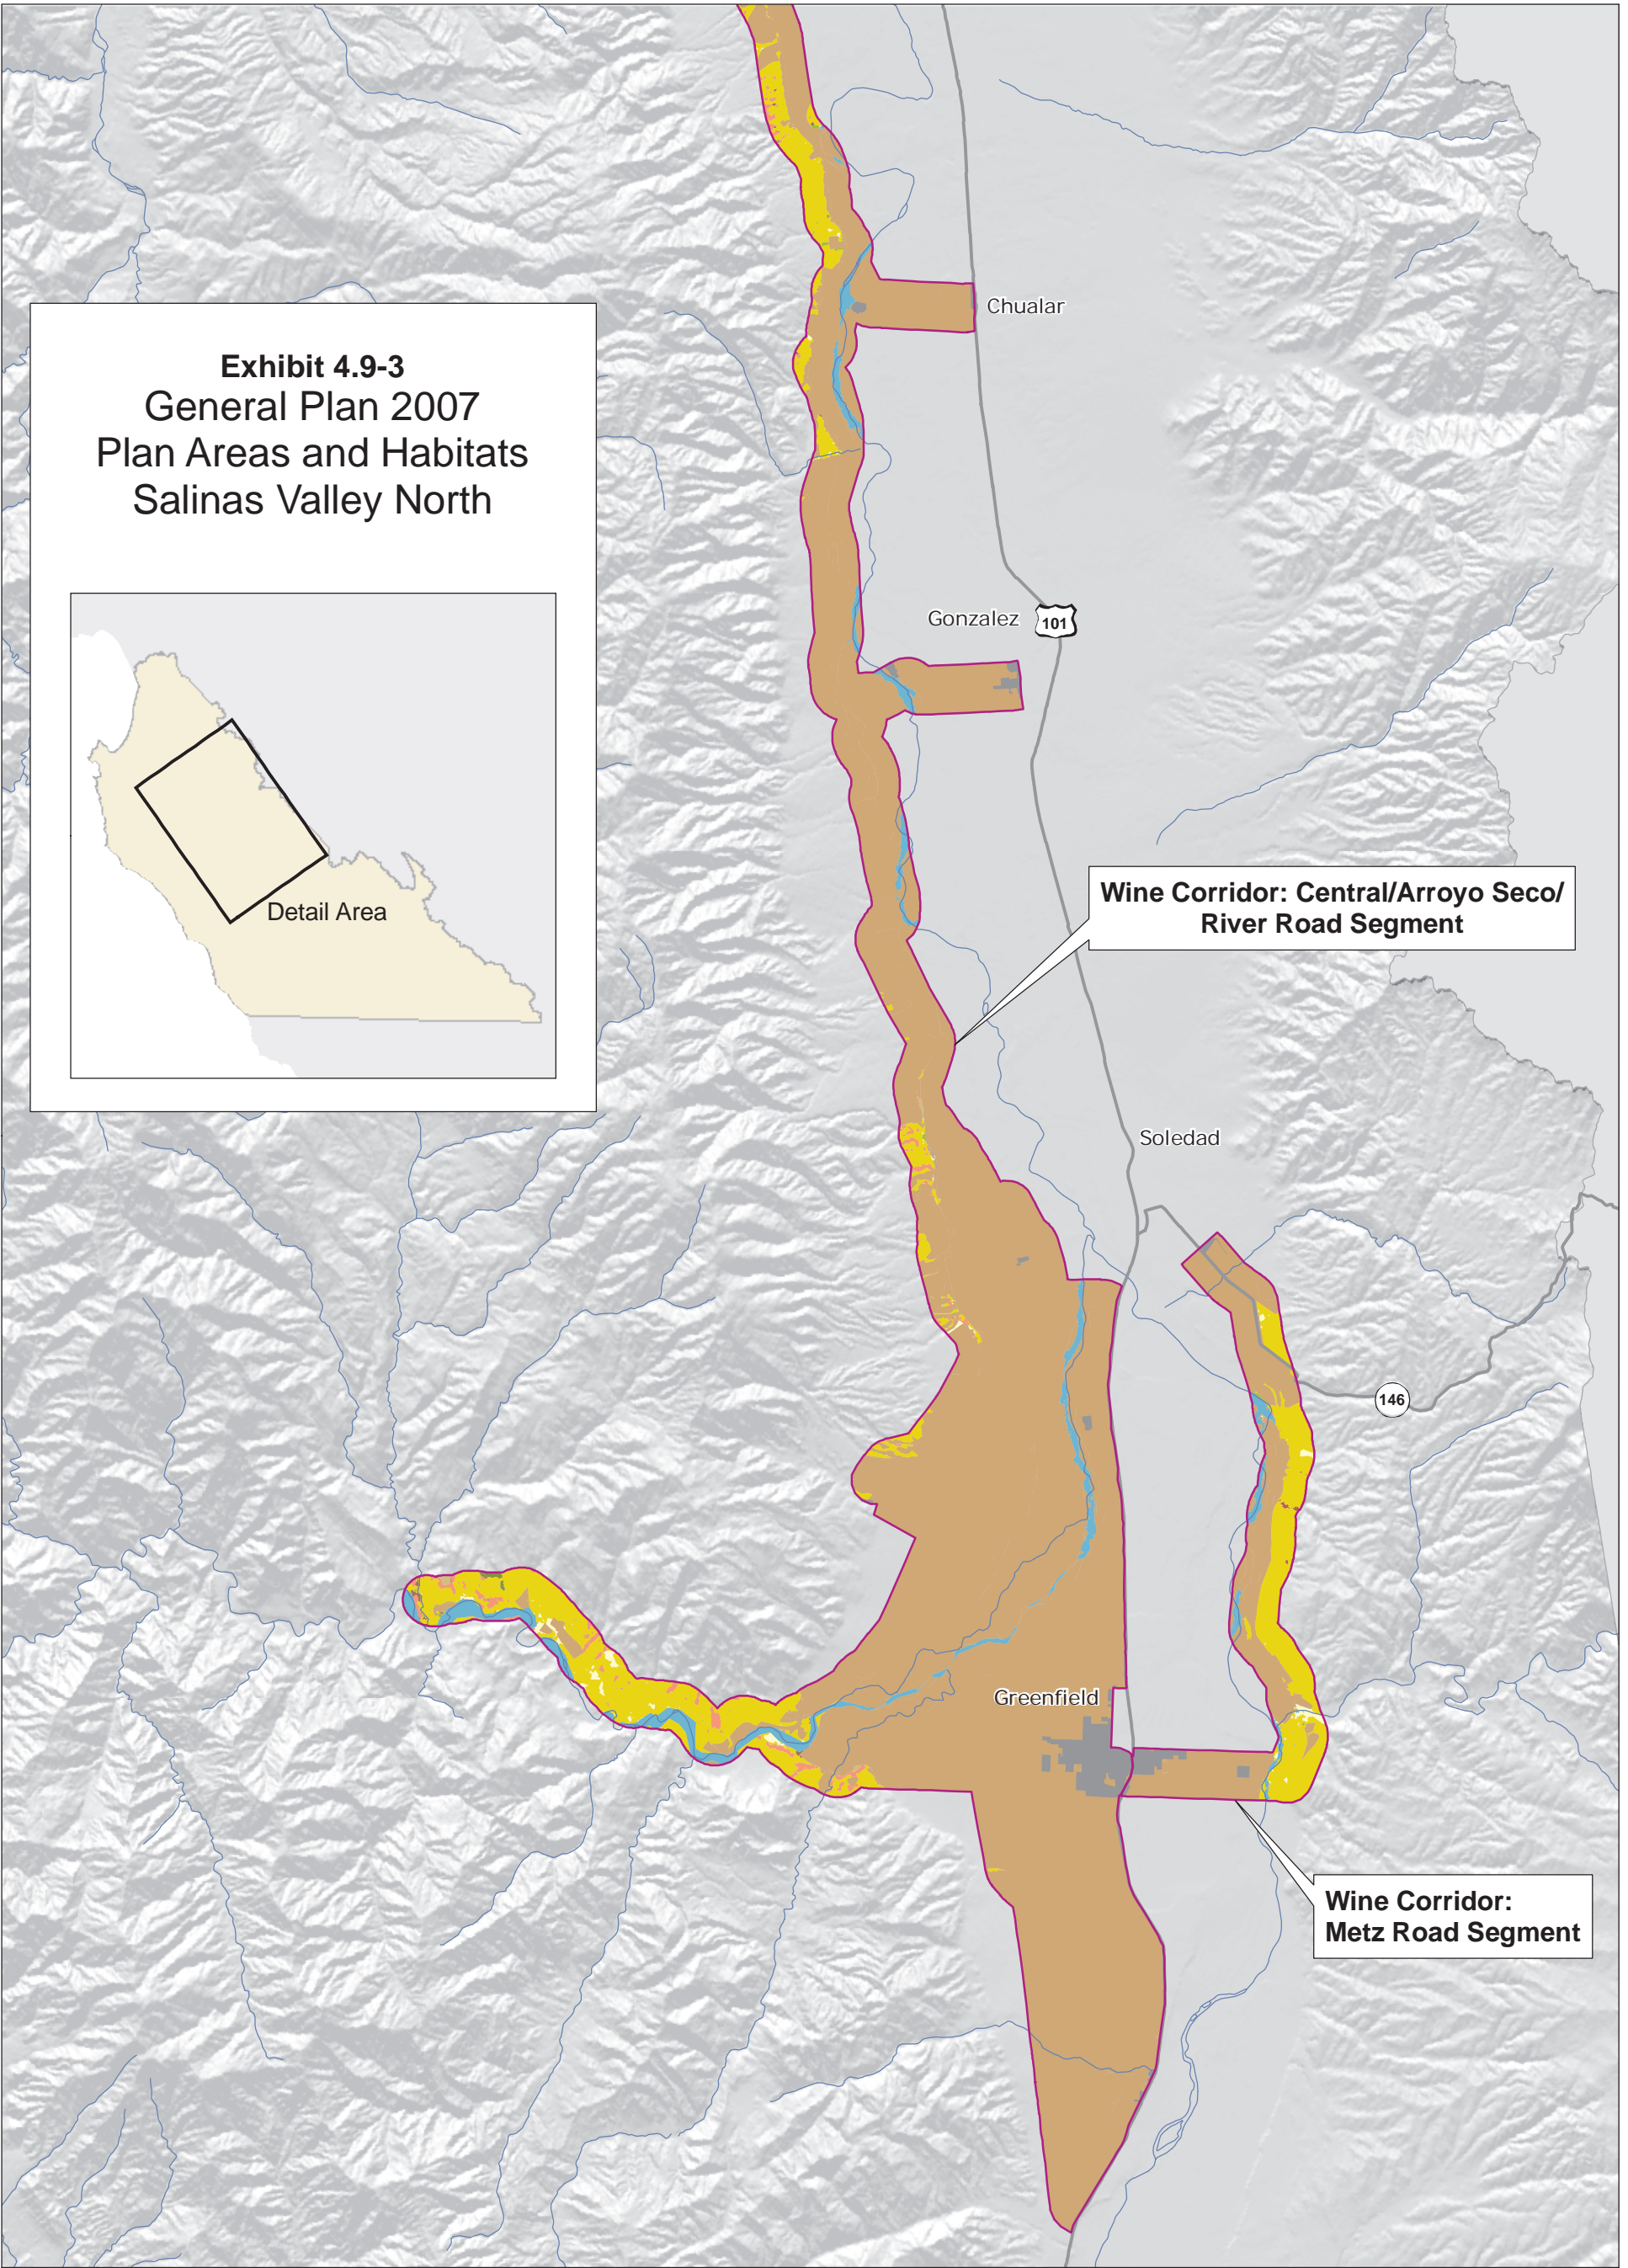 Exhibit 4.9-3
General Plan 2007
Plan Areas and Habitats
Salinas Valley North
Detail Area
Chualar
Gonzalez
101
Wine Corridor: Central/Arroyo Seco/
River Road Segment
Soledad
146
Greenfield
Wine Corridor:
Metz Road Segment